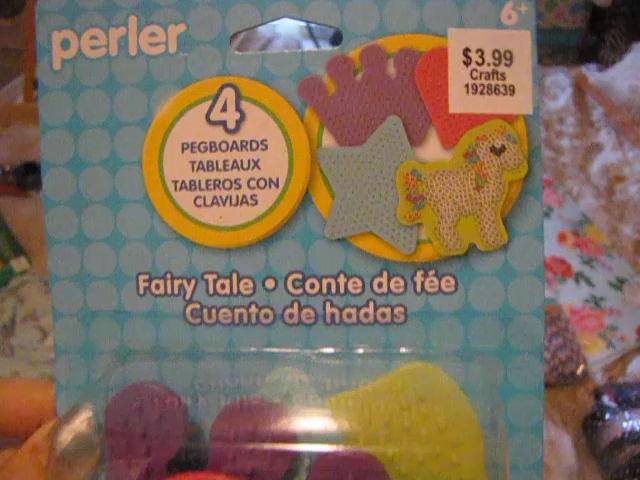 perler
6+
$3.99
Crafts
1928639
4
PEGBOARDS
TABLEAUX
TABLEROS CON
CLAVIJAS
Fairy Tale • Conte de fée
Cuento de hadas